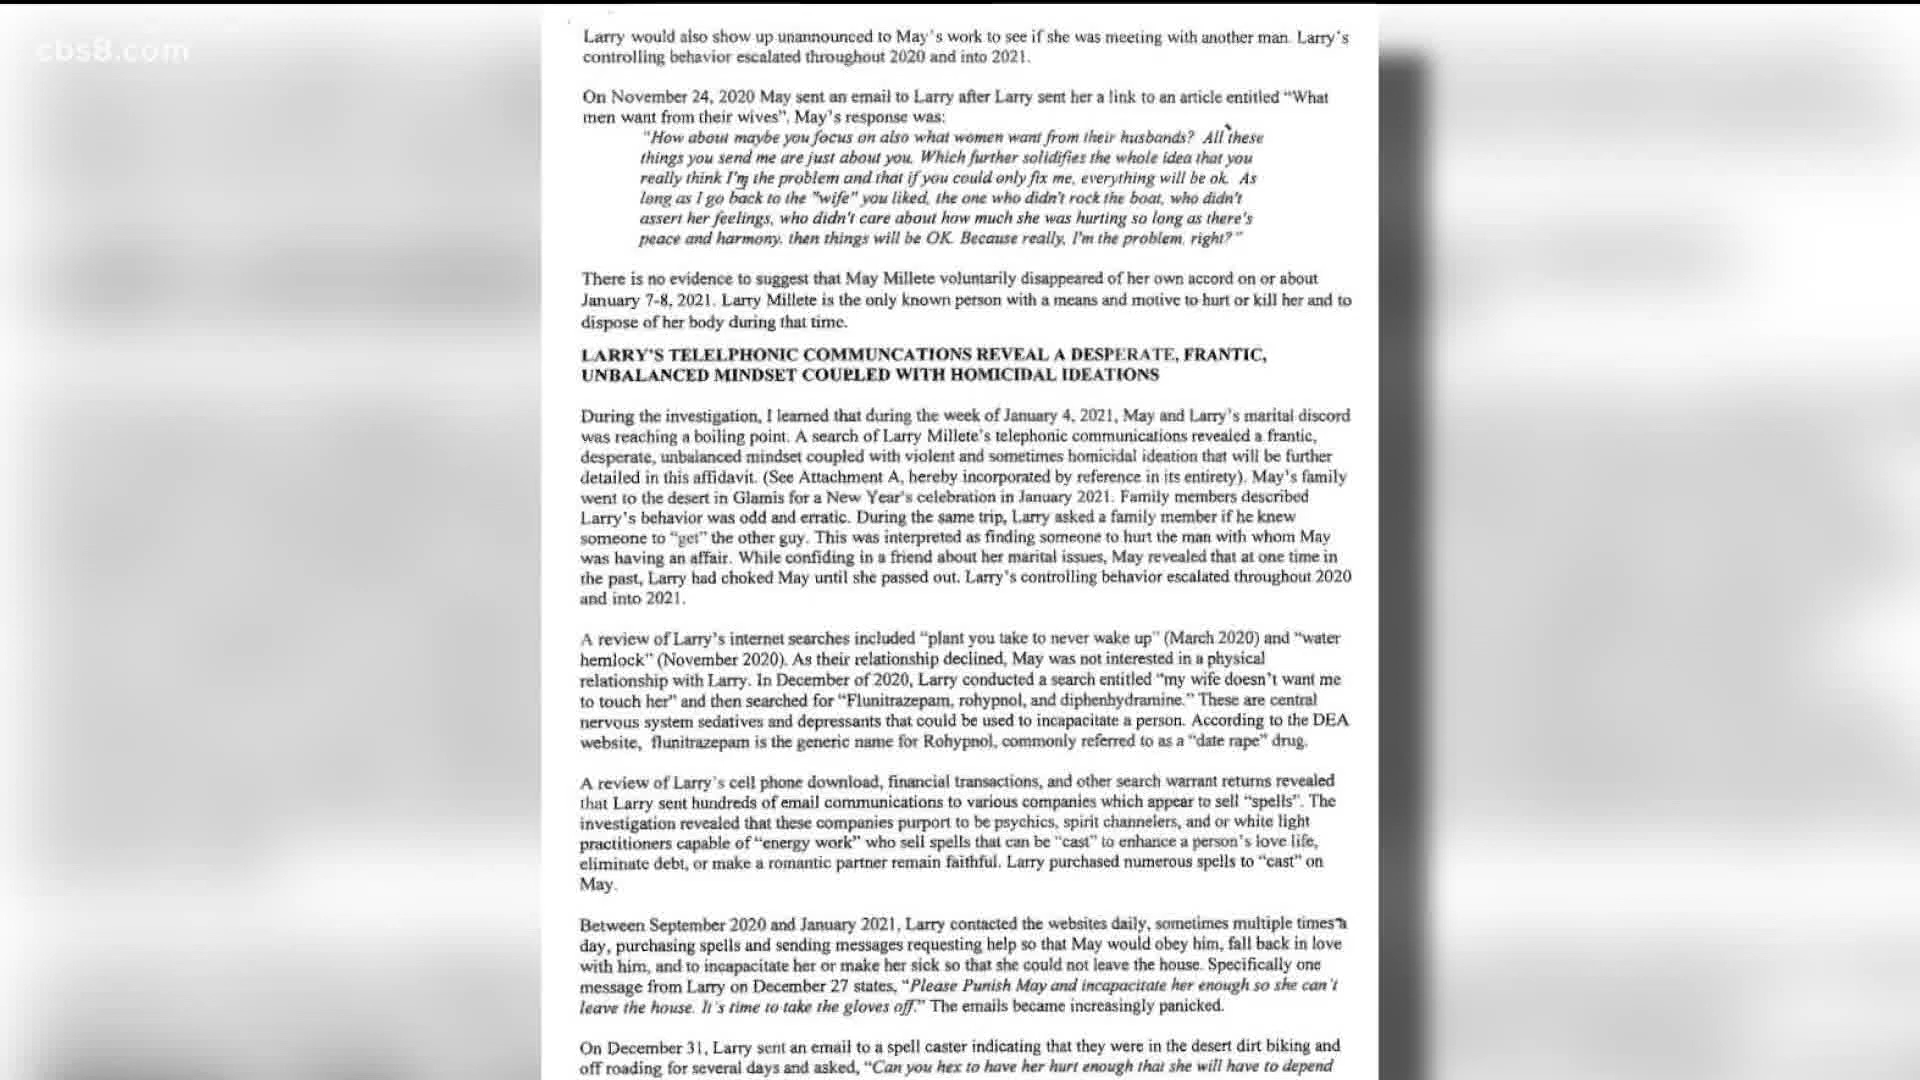 cbs8.com
Larry would also show up unannounced to May's work to see if she was meeting with another man. Larry's
controlling behavior escalated throughout 2020 and into 2021.
On November 24, 2020 May sent an email to Larry after Larry sent her a link to an article entitled "What
men want from their wives", May's response was:
"How about maybe you focus on also what women want from their husbands? All these
things you send me are just about you. Which further solidifies the whole idea that you
really think I'm the problem and that if you could only fix me, everything will be ok. As
long as I go back to the "wife" you liked, the one who didn't rock the boat, who didn't
assert her feelings, who didn't care about how much she was hurting so long as there's
peace and harmony, then things will be OK. Because really, I'm the problem, right?"
There is no evidence to suggest that May Millete voluntarily disappeared of her own accord on or about
January 7-8, 2021. Larry Millete is the only known person with a means and motive to hurt or kill her and to
dispose of her body during that time.
LARRY'S TELELPHONIC COMMUNCATIONS REVEAL A DESPERATE, FRANTIC,
UNBALANCED MINDSET COUPLED WITH HOMICIDAL IDEATIONS
During the investigation, I learned that during the week of January 4, 2021, May and Larry's marital discord
was reaching a boiling point. A search of Larry Millete's telephonic communications revealed a frantic,
desperate, unbalanced mindset coupled with violent and sometimes homicidal ideation that will be further
detailed in this affidavit. (See Attachment A, hereby incorporated by reference in its entirety). May's family
went to the desert in Glamis for a New Year's celebration in January 2021. Family members described
Larry's behavior was odd and erratic. During the same trip, Larry asked a family member if he knew
someone to "get" the other guy. This was interpreted as finding someone to hurt the man with whom May
was having an affair. While confiding in a friend about her marital issues, May revealed that at one time in
the past, Larry had choked May until she passed out. Larry's controlling behavior escalated throughout 2020
and into 2021.
A review of Larry's internet searches included "plant you take to never wake up" (March 2020) and "water
hemlock" (November 2020). As their relationship declined, May was not interested in a physical
relationship with Larry. In December of 2020, Larry conducted a search entitled "my wife doesn't want me
to touch her" and then searched for "Flunitrazepam, rohypnol, and diphenhydramine." These are central
nervous system sedatives and depressants that could be used to incapacitate a person. According to the DEA
website, flunitrazepam is the generic name for Rohypnol, commonly referred to as a "date rape" drug.
A review of Larry's cell phone download, financial transactions, and other search warrant returns revealed
that Larry sent hundreds of email communications to various companies which appear to sell "spells". The
investigation revealed that these companies purport to be psychics, spirit channelers, and or white light
practitioners capable of "energy work" who sell spells that can be "cast" to enhance a person's love life,
eliminate debt, or make a romantic partner remain faithful. Larry purchased numerous spells to "cast" on
May.
Between September 2020 and January 2021, Larry contacted the websites daily, sometimes multiple times a
day, purchasing spells and sending messages requesting help so that May would obey him, fall back in love
with him, and to incapacitate her or make her sick so that she could not leave the house. Specifically one
message from Larry on December 27 states, "Please Punish May and incapacitate her enough so she can't
leave the house. It's time to take the gloves off." The emails became increasingly panicked.
On December 31, Larry sent an email to a spell caster indicating that they were in the desert dirt biking and
off roading for several days and asked, "Can you hex to have her hurt enough that she will have to depend